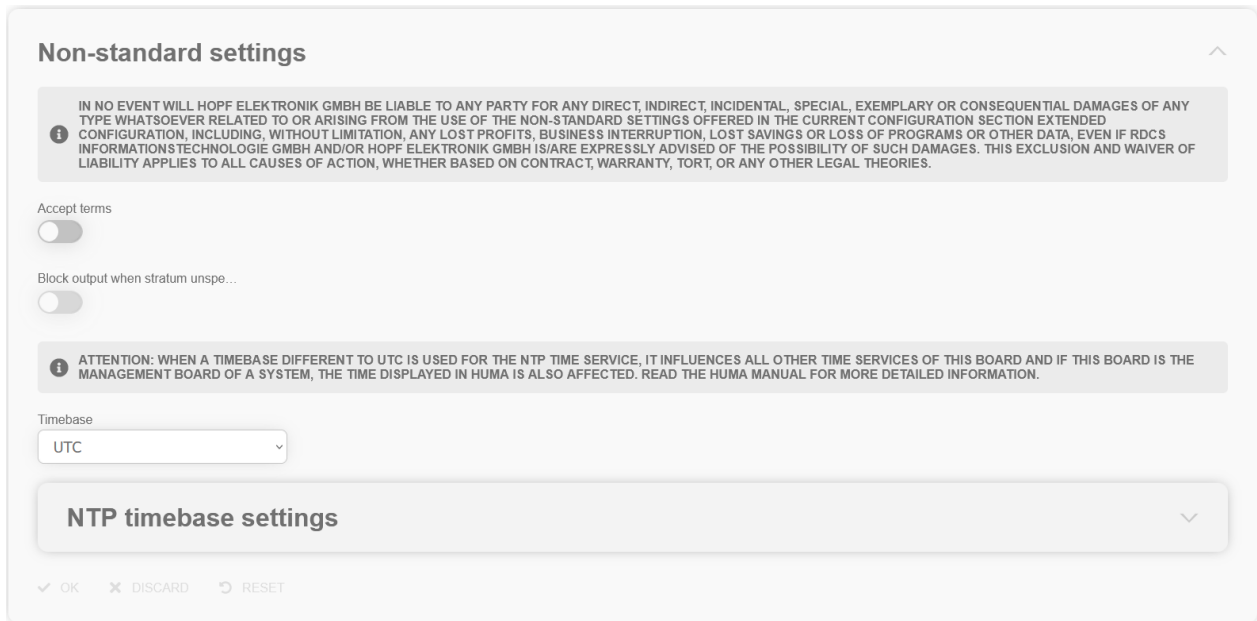 Non-standard settings
IN NO EVENT WILL HOPF ELEKTRONIK GMBH BE LIABLE TO ANY PARTY FOR ANY DIRECT, INDIRECT, INCIDENTAL, SPECIAL, EXEMPLARY OR CONSEQUENTIAL DAMAGES OF ANY
TYPE WHATSOEVER RELATED TO OR ARISING FROM THE USE OF THE NON-STANDARD SETTINGS OFFERED IN THE CURRENT CONFIGURATION SECTION EXTENDED
CONFIGURATION, INCLUDING, WITHOUT LIMITATION, ANY LOST PROFITS, BUSINESS INTERRUPTION, LOST SAVINGS OR LOSS OF PROGRAMS OR OTHER DATA, EVEN IF RDCS
INFORMATIONSTECHNOLOGIE GMBH AND/OR HOPF ELEKTRONIK GMBH IS/ARE EXPRESSLY ADVISED OF THE POSSIBILITY OF SUCH DAMAGES. THIS EXCLUSION AND WAIVER OF
LIABILITY APPLIES TO ALL CAUSES OF ACTION, WHETHER BASED ON CONTRACT, WARRANTY, TORT, OR ANY OTHER LEGAL THEORIES.
Accept terms
Block output when stratum unspe…
ATTENTION: WHEN A TIMEBASE DIFFERENT TO UTC IS USED FOR THE NTP TIME SERVICE, IT INFLUENCES ALL OTHER TIME SERVICES OF THIS BOARD AND IF THIS BOARD IS THE
MANAGEMENT BOARD OF A SYSTEM, THE TIME DISPLAYED IN HUMA IS ALSO AFFECTED. READ THE HUMA MANUAL FOR MORE DETAILED INFORMATION.
Timebase
UTC
NTP timebase settings
OK DISCARD RESET